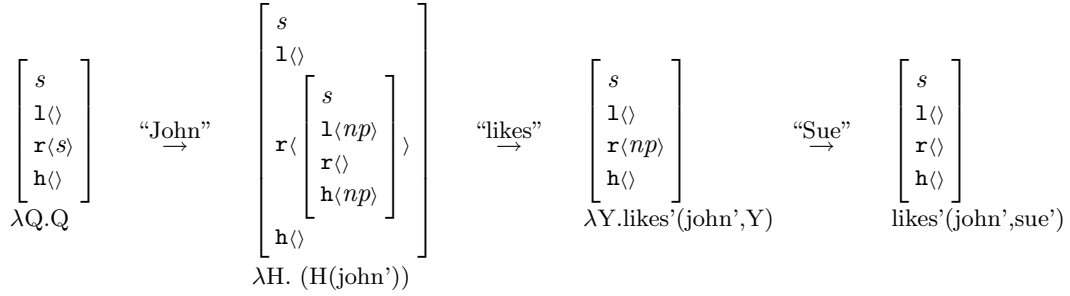 s
l⟨⟩
r⟨s⟩
h⟨⟩
λQ.Q
“John”
→
s
l⟨⟩
r⟨
s
l⟨np⟩
r⟨⟩
h⟨np⟩
⟩
h⟨⟩
λH. (H(john’))
“likes”
→
s
l⟨⟩
r⟨np⟩
h⟨⟩
λY.likes’(john’,Y)
“Sue”
→
s
l⟨⟩
r⟨⟩
h⟨⟩
likes’(john’,sue’)